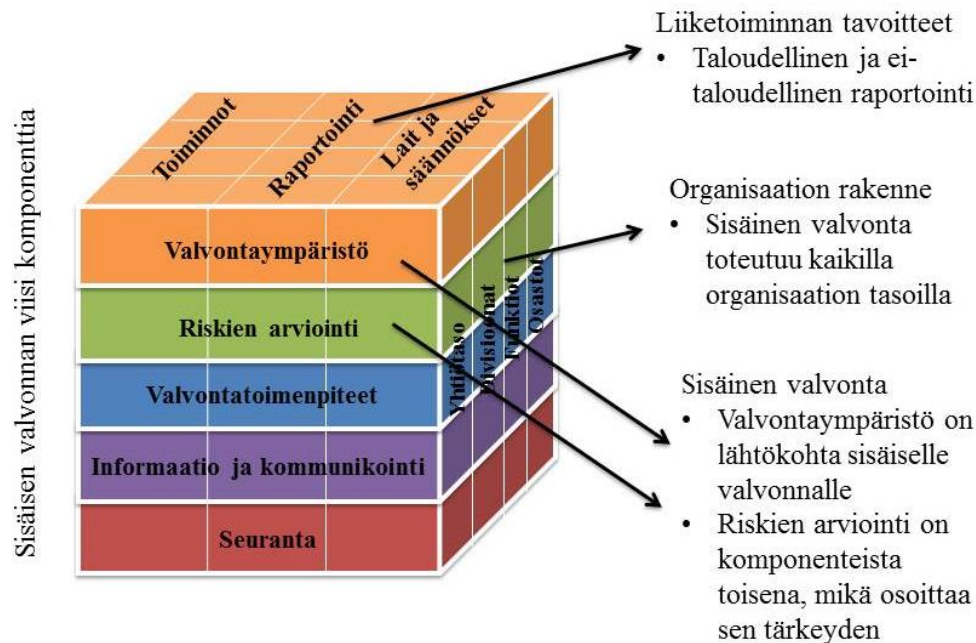 Sisäisen valvonnan viisi komponenttia
Toiminnot
Raportointi
Lait ja
säännökset
Valvontaympäristö
Riskien arviointi
Valvontatoimenpiteet
Informaatio ja kommunikointi
Seuranta
Yhtiötaso
Divisioonat
Funktiot
Osastot
Liiketoiminnan tavoitteet
• Taloudellinen ja ei-
taloudellinen raportointi
Organisaation rakenne
• Sisäinen valvonta
toteutuu kaikilla
organisaation tasoilla
Sisäinen valvonta
• Valvontaympäristö on
lähtökohta sisäiselle
valvonnalle
• Riskien arviointi on
komponenteista
toisena, mikä osoittaa
sen tärkeyden